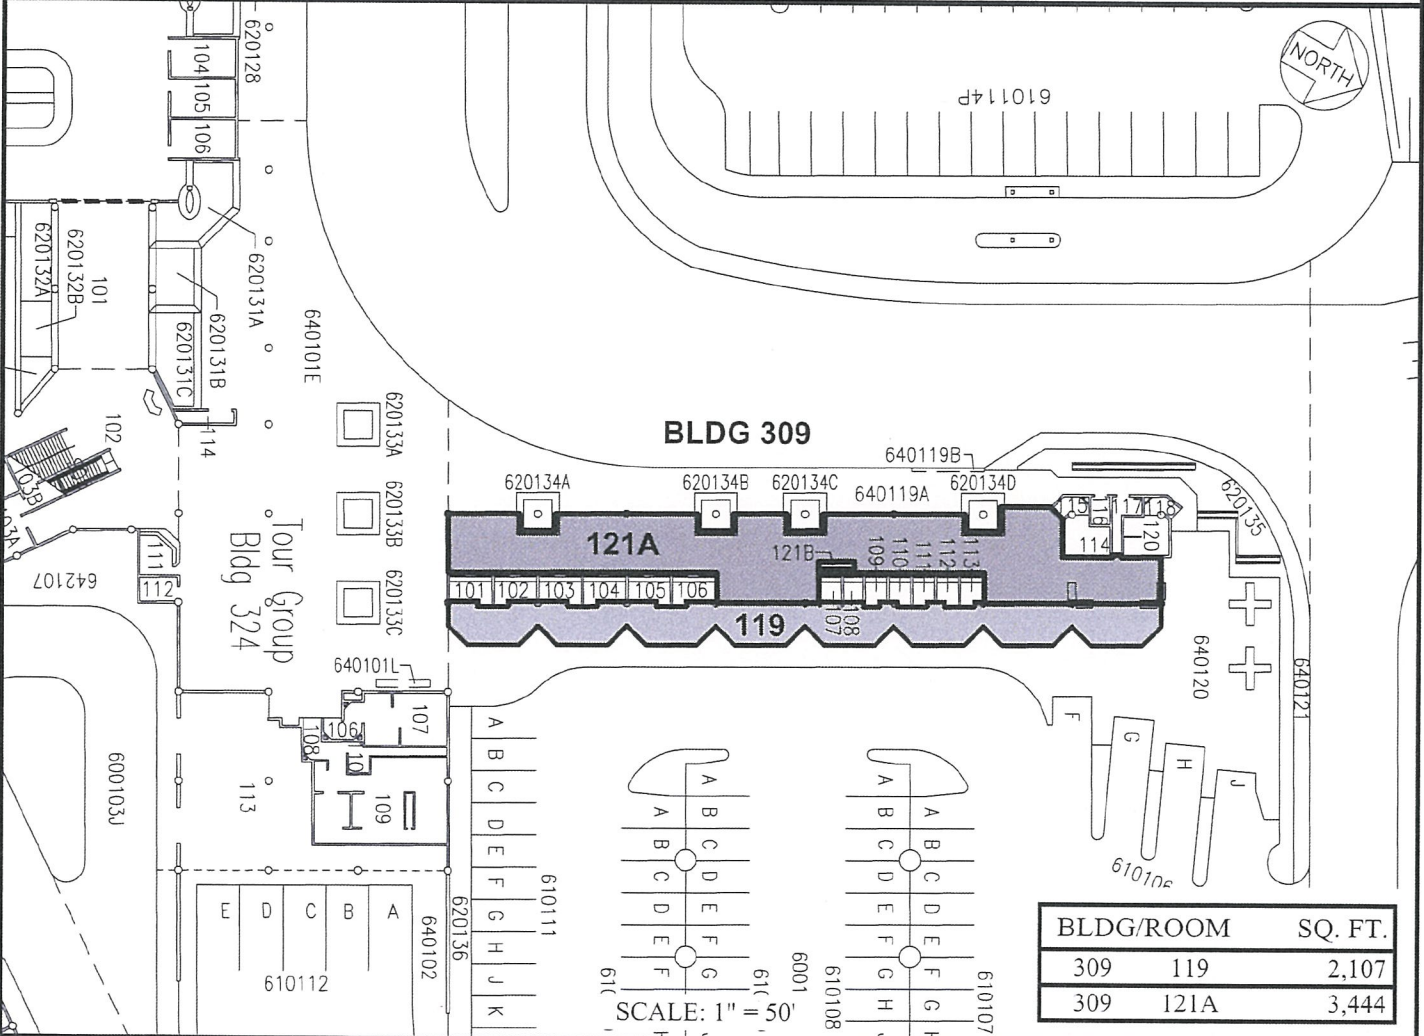 620128
104
105
106
610114P
NORTH
620132A
620132B
101
620131A
620131B
620131C
640101E
102
114
620133A
620133B
620133C
BLDG 309
640119B
620134A
620134B
620134C
640119A
620134D
620135
121A
121B
109
110
111
112
113
115
116
117
118
114
120
101
102
103
104
105
106
107
108
119
Tour Group
Bldg 324
111
112
642107
640101L
640120
640121
106
107
108
109
113
600103J
A
B
C
D
E
F
G
H
J
K
610111
A
B
C
D
E
F
A
B
C
D
E
F
G
A
B
C
D
E
F
G
H
A
B
C
D
E
F
G
F
G
H
J
610106
E D C B A
610112
640102
620136
6001
610108
610107
SCALE: 1" = 50'
BLDG/ROOM SQ. FT.
309 119 2,107
309 121A 3,444